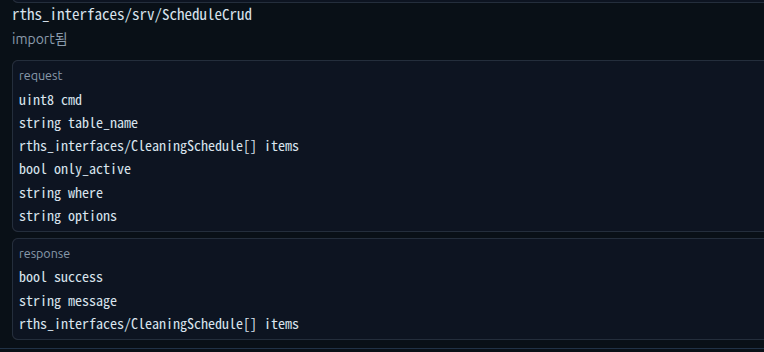 rths_interfaces/srv/ScheduleCrud
import됨
request
uint8 cmd
string table_name
rths_interfaces/CleaningSchedule[] items
bool only_active
string where
string options
response
bool success
string message
rths_interfaces/CleaningSchedule[] items